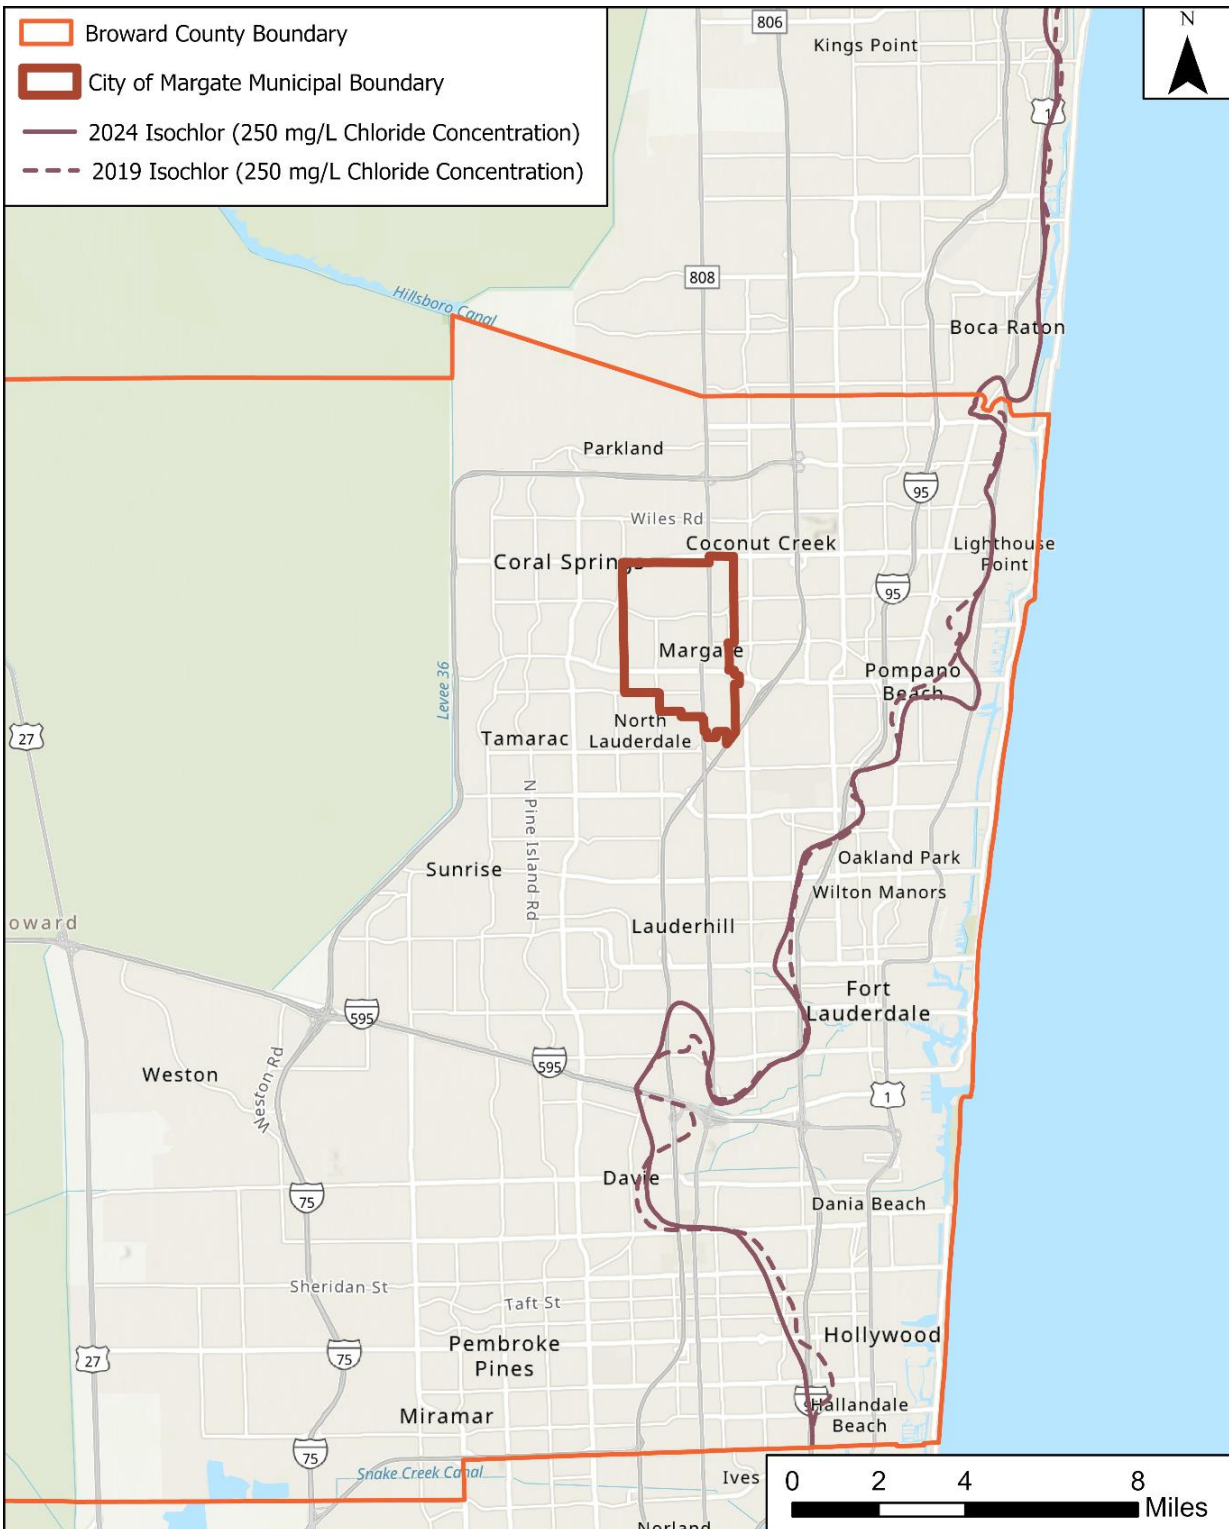 Broward County Boundary
City of Margate Municipal Boundary
2024 Isochlor (250 mg/L Chloride Concentration)
2019 Isochlor (250 mg/L Chloride Concentration)
N
806
Kings Point
1
808
Hillsboro Canal
Boca Raton
Parkland
95
Wiles Rd
Coconut Creek
Lighthouse
Point
Coral Springs
95
Margate
Pompano
Beach
Levee 36
27
North
Lauderdale
Tamarac
N Pine Island Rd
Oakland Park
Sunrise
Wilton Manors
oward
Lauderhill
Fort
Lauderdale
595
595
Weston
Weston Rd
1
Davie
75
Dania Beach
Sheridan St
Taft St
Hollywood
Pembroke
Pines
27
75
Hallandale
Beach
Miramar
75
Snake Creek Canal
Ives
0 2 4 8
Miles
Norland